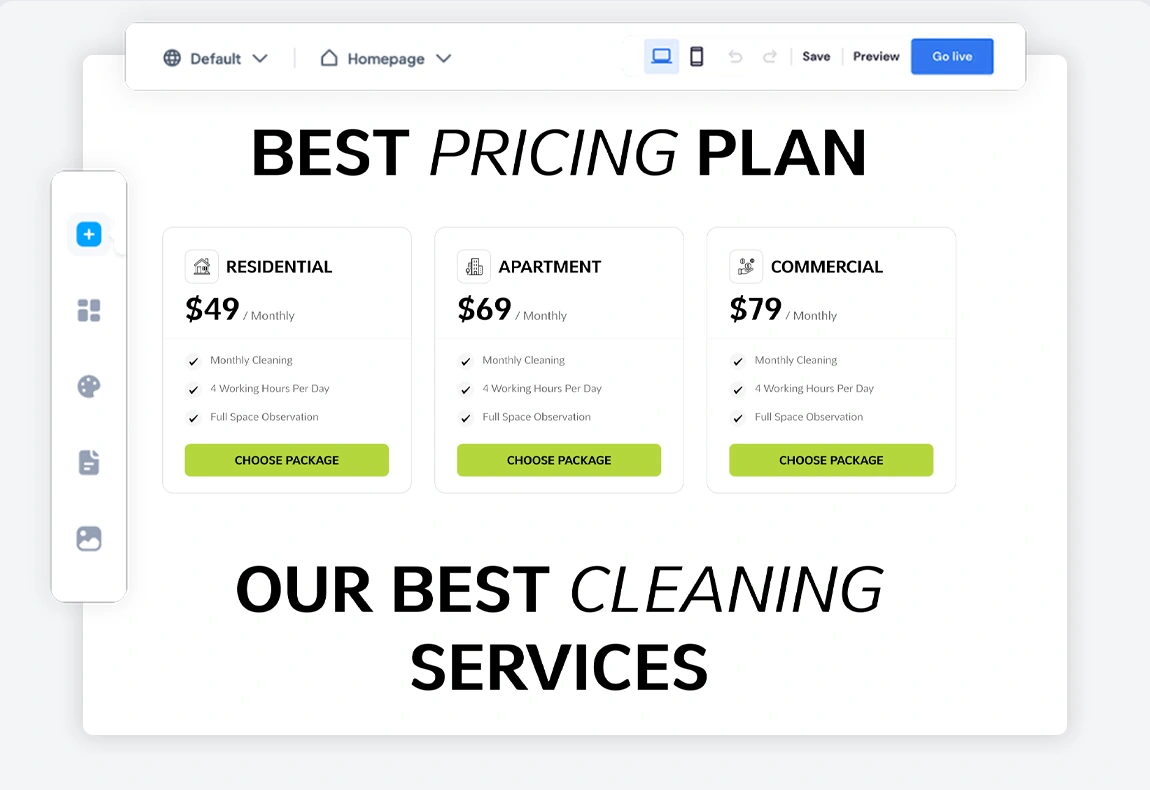 Default Homepage Save Preview Go live
BEST PRICING PLAN
RESIDENTIAL
$49 / Monthly
Monthly Cleaning
4 Working Hours Per Day
Full Space Observation
CHOOSE PACKAGE
APARTMENT
$69 / Monthly
Monthly Cleaning
4 Working Hours Per Day
Full Space Observation
CHOOSE PACKAGE
COMMERCIAL
$79 / Monthly
Monthly Cleaning
4 Working Hours Per Day
Full Space Observation
CHOOSE PACKAGE
OUR BEST CLEANING
SERVICES